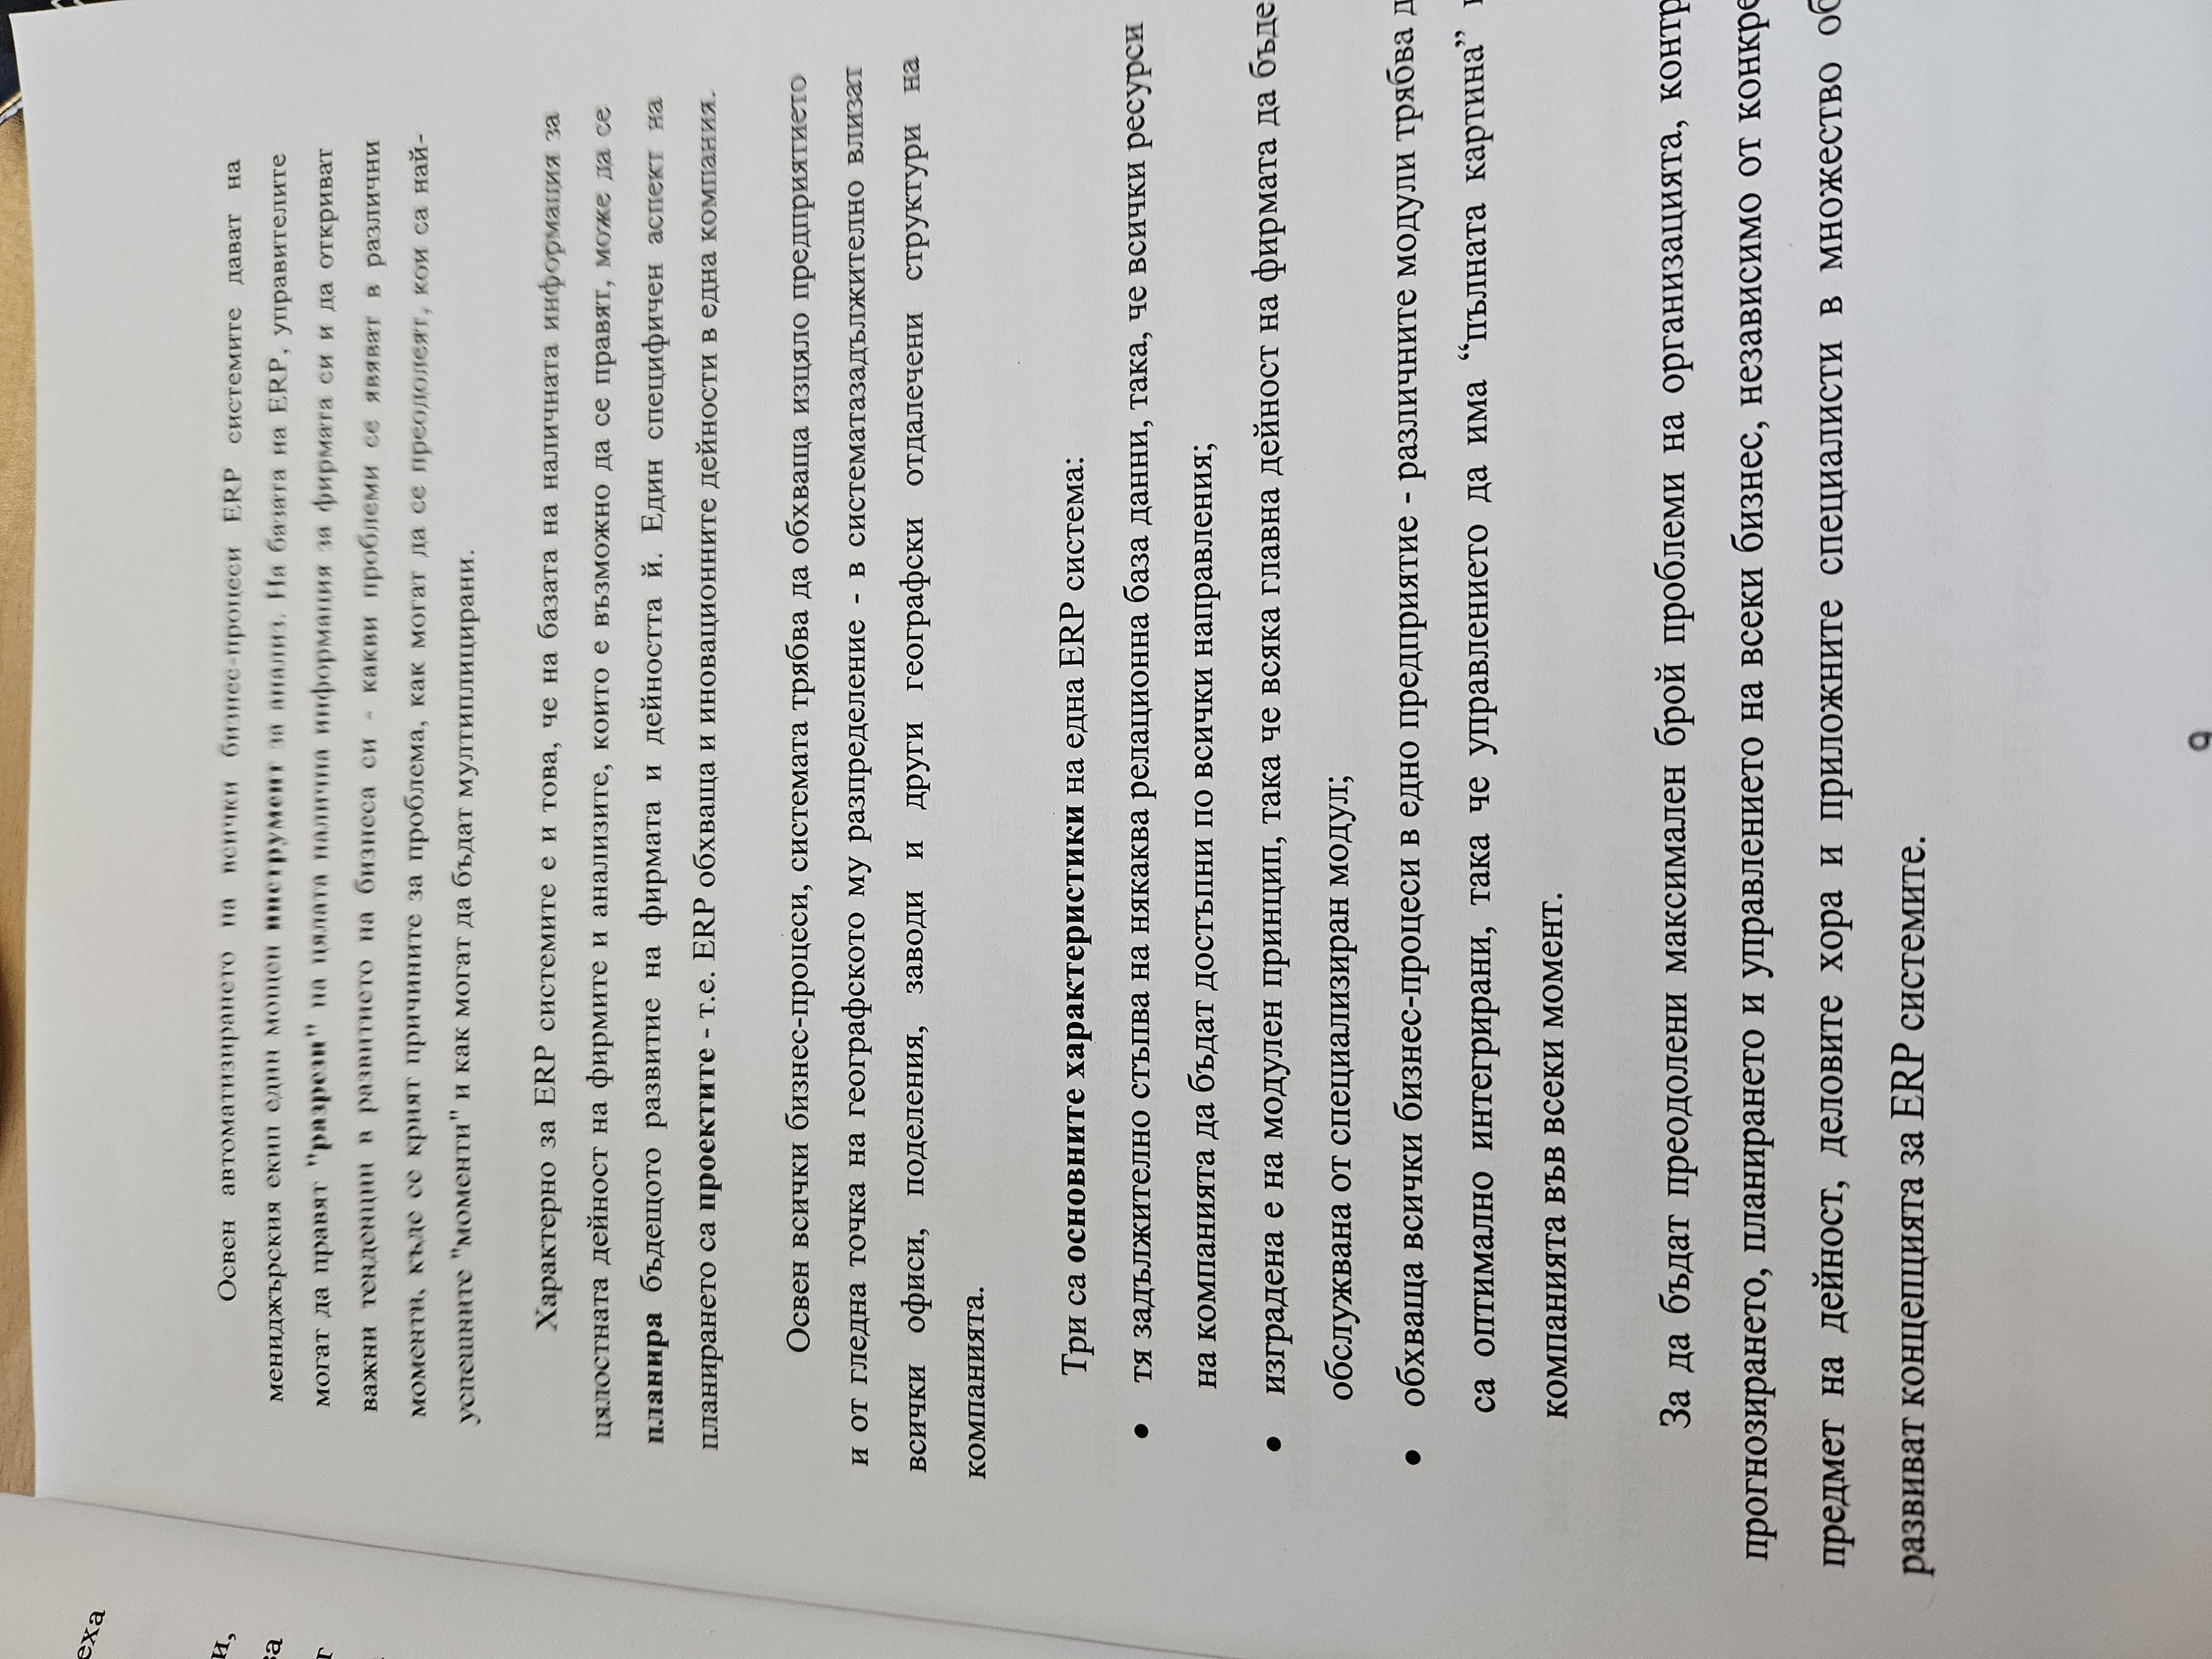 еха
и,
за
Освен автоматизирането на всички бизнес-процеси ERP системите дават на
мениджърския екип един мощен инструмент за анализ. На базата на ERP, управителите
могат да правят "разрези" на цялата налична информация за фирмата си и да откриват
важни тенденции в развитието на бизнеса си - какви проблеми се явяват в различни
моменти, къде се крият причините за проблема, как могат да се преодолеят, кои са най-
успешните "моменти" и как могат да бъдат мултиплицирани.
Характерно за ERP системите е и това, че на базата на наличната информация за
цялостната дейност на фирмите и анализите, които е възможно да се правят, може да се
планира бъдещото развитие на фирмата и дейността й. Един специфичен аспект на
планирането са проектите - т.е. ERP обхваща и иновационните дейности в една компания.
Освен всички бизнес-процеси, системата трябва да обхваща изцяло предприятието
и от гледна точка на географското му разпределение - в систематазадължително влизат
всички офиси, поделения, заводи и други географски отдалечени структури на
компанията.
Три са основните характеристики на една ERP система:
• тя задължително стъпва на някаква релационна база данни, така, че всички ресурси
на компанията да бъдат достъпни по всички направления;
• изградена е на модулен принцип, така че всяка главна дейност на фирмата да бъде
обслужвана от специализиран модул;
• обхваща всички бизнес-процеси в едно предприятие - различните модули трябва д
са оптимално интегрирани, така че управлението да има “пълната картина”
компанията във всеки момент.
За да бъдат преодолени максимален брой проблеми на организацията, контр
прогнозирането, планирането и управлението на всеки бизнес, независимо от конкре
предмет на дейност, деловите хора и приложните специалисти в множество об
развиват концепцията за ERP системите.
9